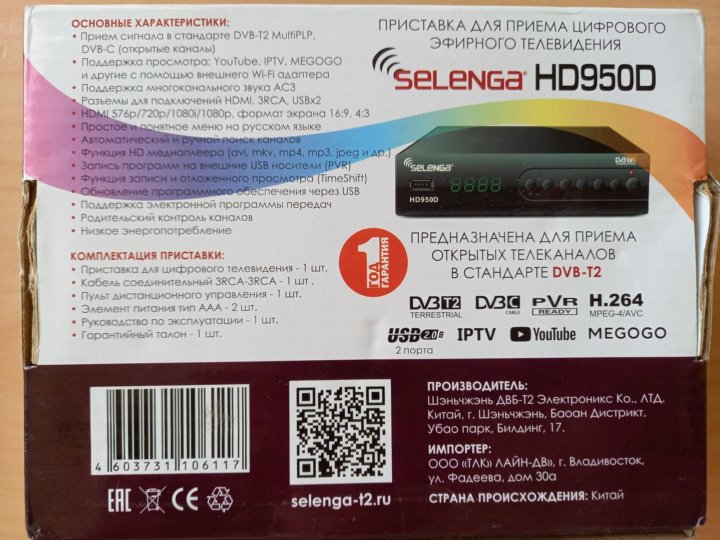 ОСНОВНЫЕ ХАРАКТЕРИСТИКИ:
• Прием сигнала в стандарте DVB-T2 MultiPLP,
DVB-C (открытые каналы)
• Поддержка просмотра: YouTube, IPTV, MEGOGO
и другие с помощью внешнего Wi-Fi адаптера
• Поддержка многоканального звука AC3
• Разъемы для подключений HDMI, 3RCA, USBx2
• HDMI 576p/720p/1080i/1080p, формат экрана 16:9, 4:3
• Простое и понятное меню на русском языке
• Автоматический и ручной поиск каналов
• Функция HD медиаплеера (avi, mkv, mp4, mp3, jpeg и др.)
• Запись программ на внешние USB носители (PVR)
• Функция записи и отложенного просмотра (TimeShift)
• Обновление программного обеспечения через USB
• Поддержка электронной программы передач
• Родительский контроль каналов
• Низкое энергопотребление
КОМПЛЕКТАЦИЯ ПРИСТАВКИ:
• Приставка для цифрового телевидения - 1 шт.
• Кабель соединительный 3RCA-3RCA - 1 шт.
• Пульт дистанционного управления - 1 шт.
• Элемент питания тип ААА - 2 шт.
• Руководство по эксплуатации - 1 шт.
• Гарантийный талон - 1 шт.
1 ГОД ГАРАНТИЯ
ПРИСТАВКА ДЛЯ ПРИЕМА ЦИФРОВОГО
ЭФИРНОГО ТЕЛЕВИДЕНИЯ
SELENGA® HD950D
SELENGA
DVB T2
HD950D
8888
ПРЕДНАЗНАЧЕНА ДЛЯ ПРИЕМА
ОТКРЫТЫХ ТЕЛЕКАНАЛОВ
В СТАНДАРТЕ DVB-T2
DVB T2 TERRESTRIAL DVB C CABLE PVR READY H.264 MPEG-4/AVC
USB 2.0 2 порта IPTV YouTube MEGOGO
4 603731 106117
EAC CE
selenga-t2.ru
ПРОИЗВОДИТЕЛЬ:
Шэньчжэнь ДВБ-Т2 Электроникс Ко., ЛТД.
Китай, г. Шэньчжэнь, Баоан Дистрикт,
Убао парк, Билдинг, 17.
ИМПОРТЕР:
ООО «ТЛК» ЛАЙН-ДВ», г. Владивосток,
ул. Фадеева, дом 30а
СТРАНА ПРОИСХОЖДЕНИЯ: Китай